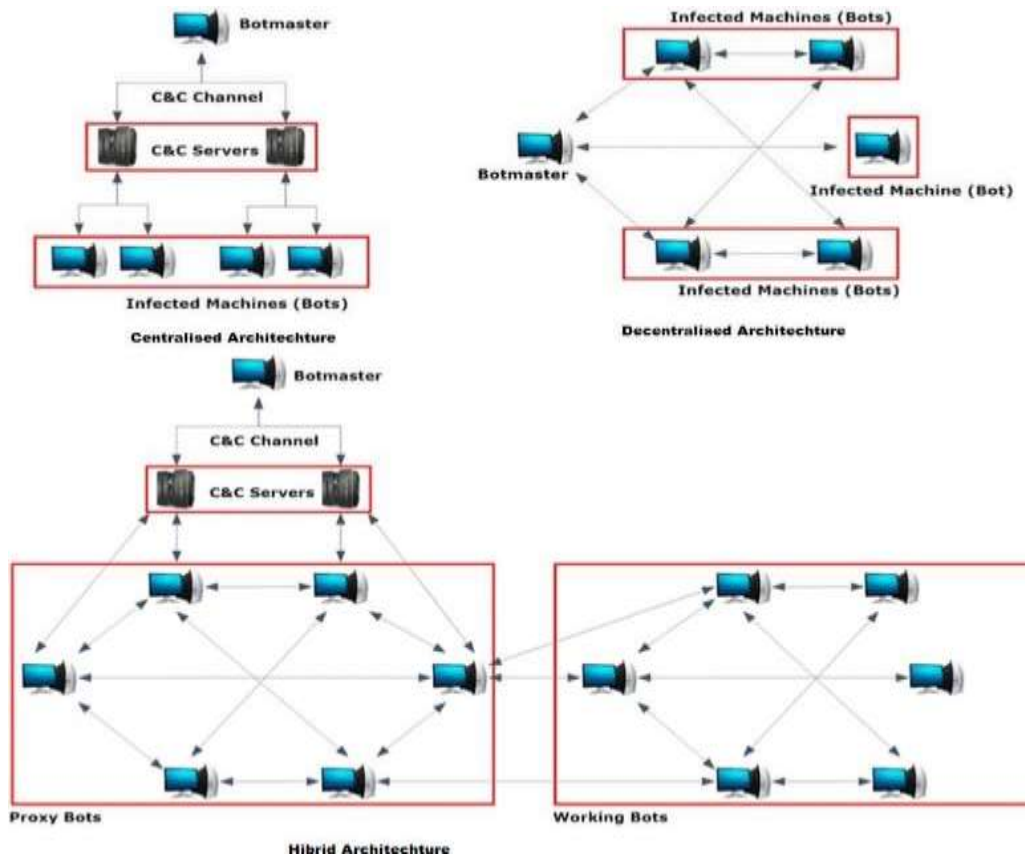 Botmaster
C&C Channel
C&C Servers
Infected Machines (Bots)
Centralised Architechture
Infected Machines (Bots)
Botmaster
Infected Machine (Bot)
Infected Machines (Bots)
Decentralised Architechture
Botmaster
C&C Channel
C&C Servers
Proxy Bots
Working Bots
Hibrid Architechture